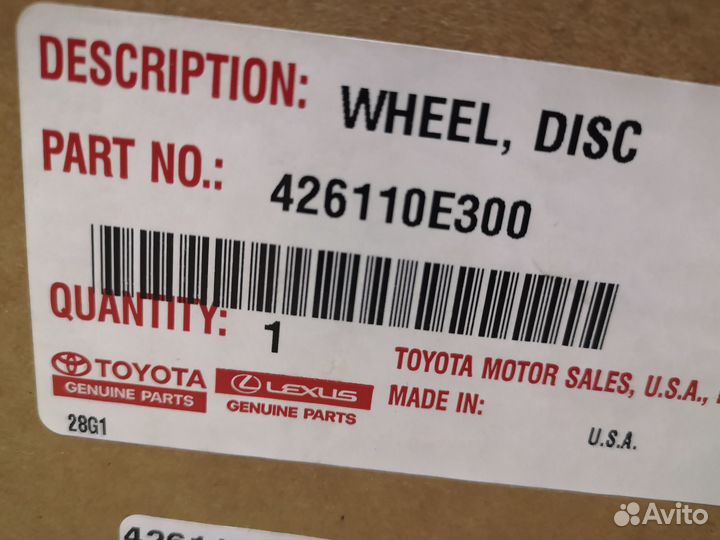 DESCRIPTION: WHEEL, DISC
PART NO.: 426110E300
QUANTITY: 1
TOYOTA
GENUINE PARTS
LEXUS
GENUINE PARTS
TOYOTA MOTOR SALES, U.S.A.,
MADE IN:
U.S.A.
28G1
Avito